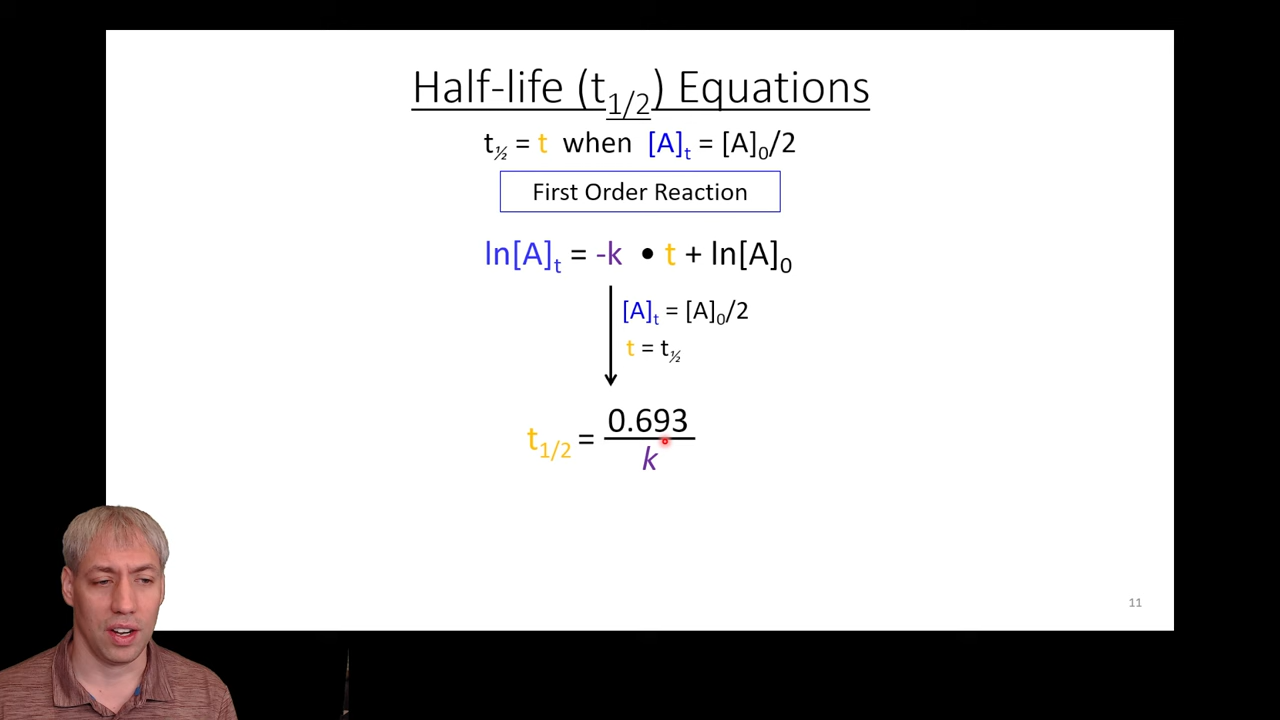 Half-life (t1/2) Equations
t½ = t when [A]t = [A]0/2
First Order Reaction
ln[A]t = -k • t + ln[A]0
[A]t = [A]0/2
t = t½
t1/2 = 0.693
k
11